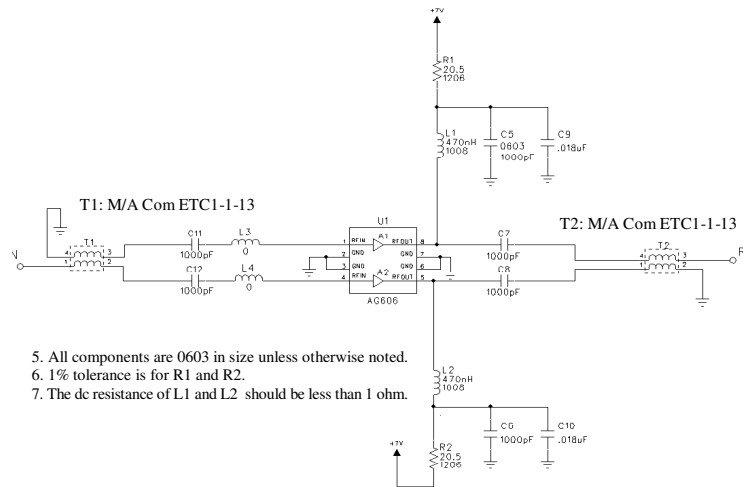 +7V
R1
20.5
1206
L1
470nH
1008
C5
0603
1000pF
C9
.018uF
T1: M/A Com ETC1-1-13
T2: M/A Com ETC1-1-13
U1
T1
4 3
1 2
C11
1000pF
L3
0
1 RFIN A1 RFOUT 8
2 GND GND 7
3 GND GND 6
4 RFIN A2 RFOUT 5
AG606
C12
1000pF
L4
0
C7
1000pF
C8
1000pF
T2
4 3
1 2
5. All components are 0603 in size unless otherwise noted.
6. 1% tolerance is for R1 and R2.
7. The dc resistance of L1 and L2 should be less than 1 ohm.
L2
470nH
1008
C6
1000pF
C10
.018uF
+7V
R2
20.5
1206